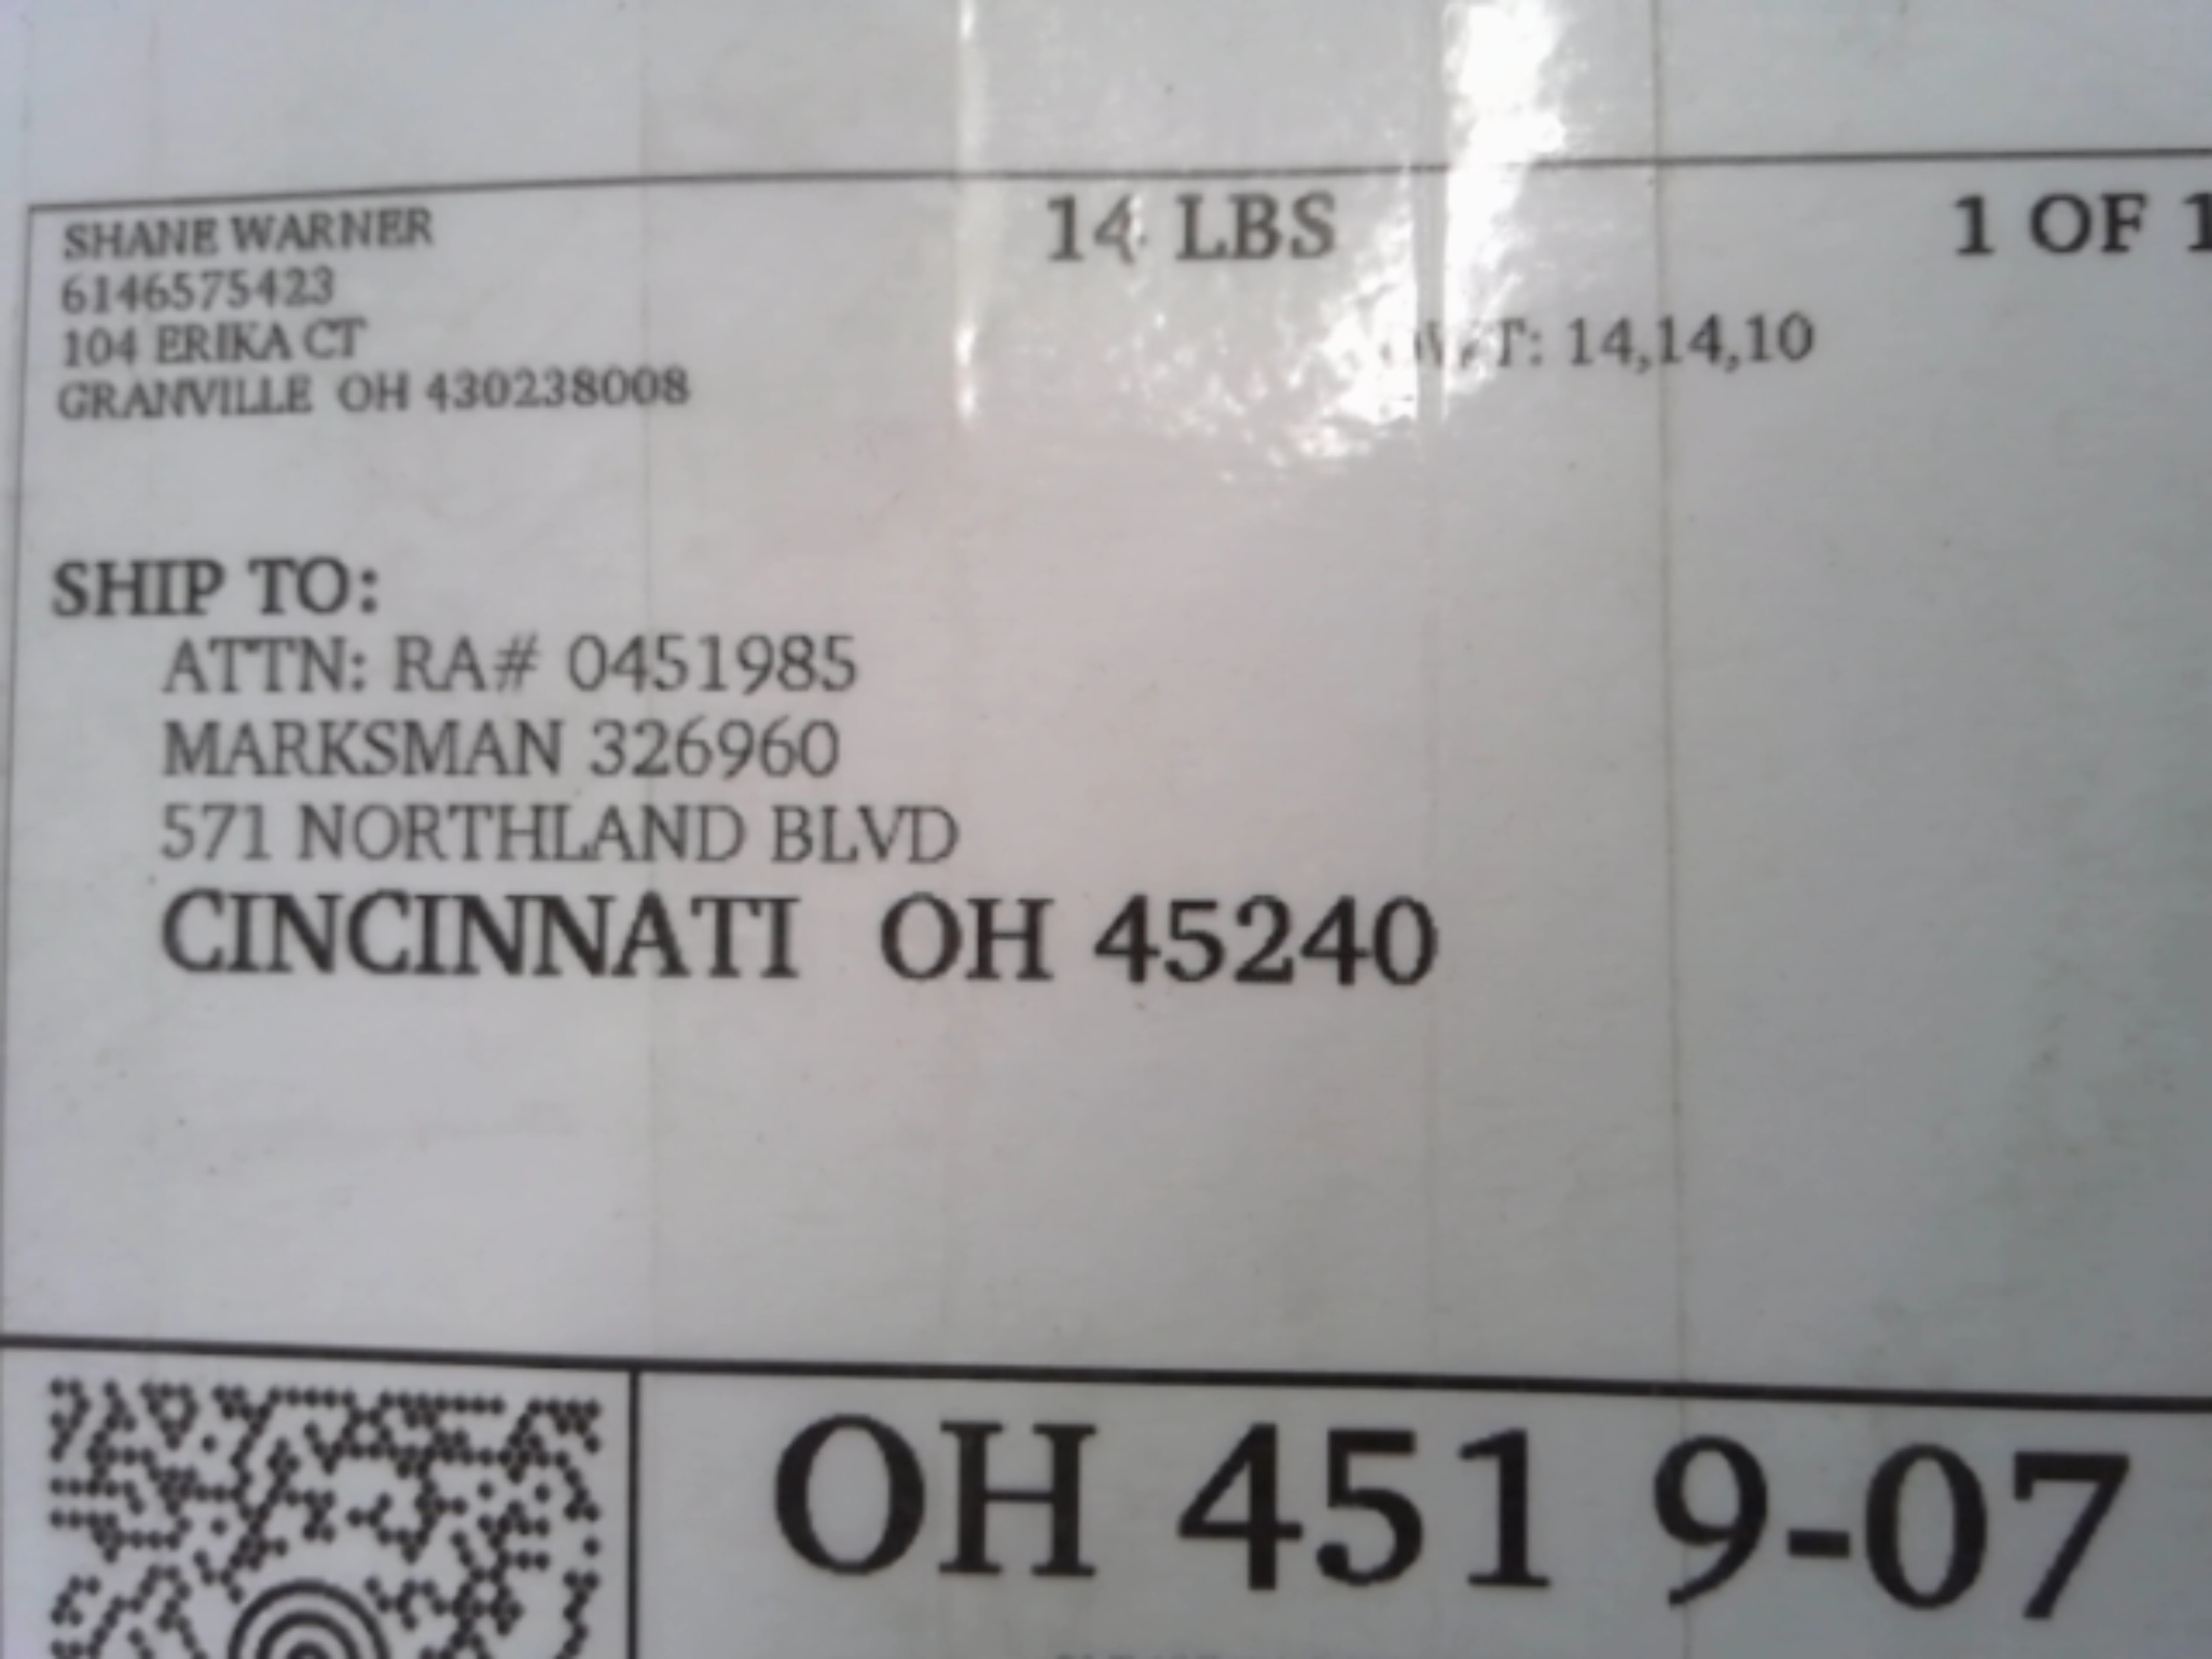 SHANE WARNER
6146575423
104 ERIKA CT
GRANVILLE OH 430238008
14 LBS
1 OF 1
14,14,10
SHIP TO:
ATTN: RA# 0451985
MARKSMAN 326960
571 NORTHLAND BLVD
CINCINNATI OH 45240
OH 451 9-07